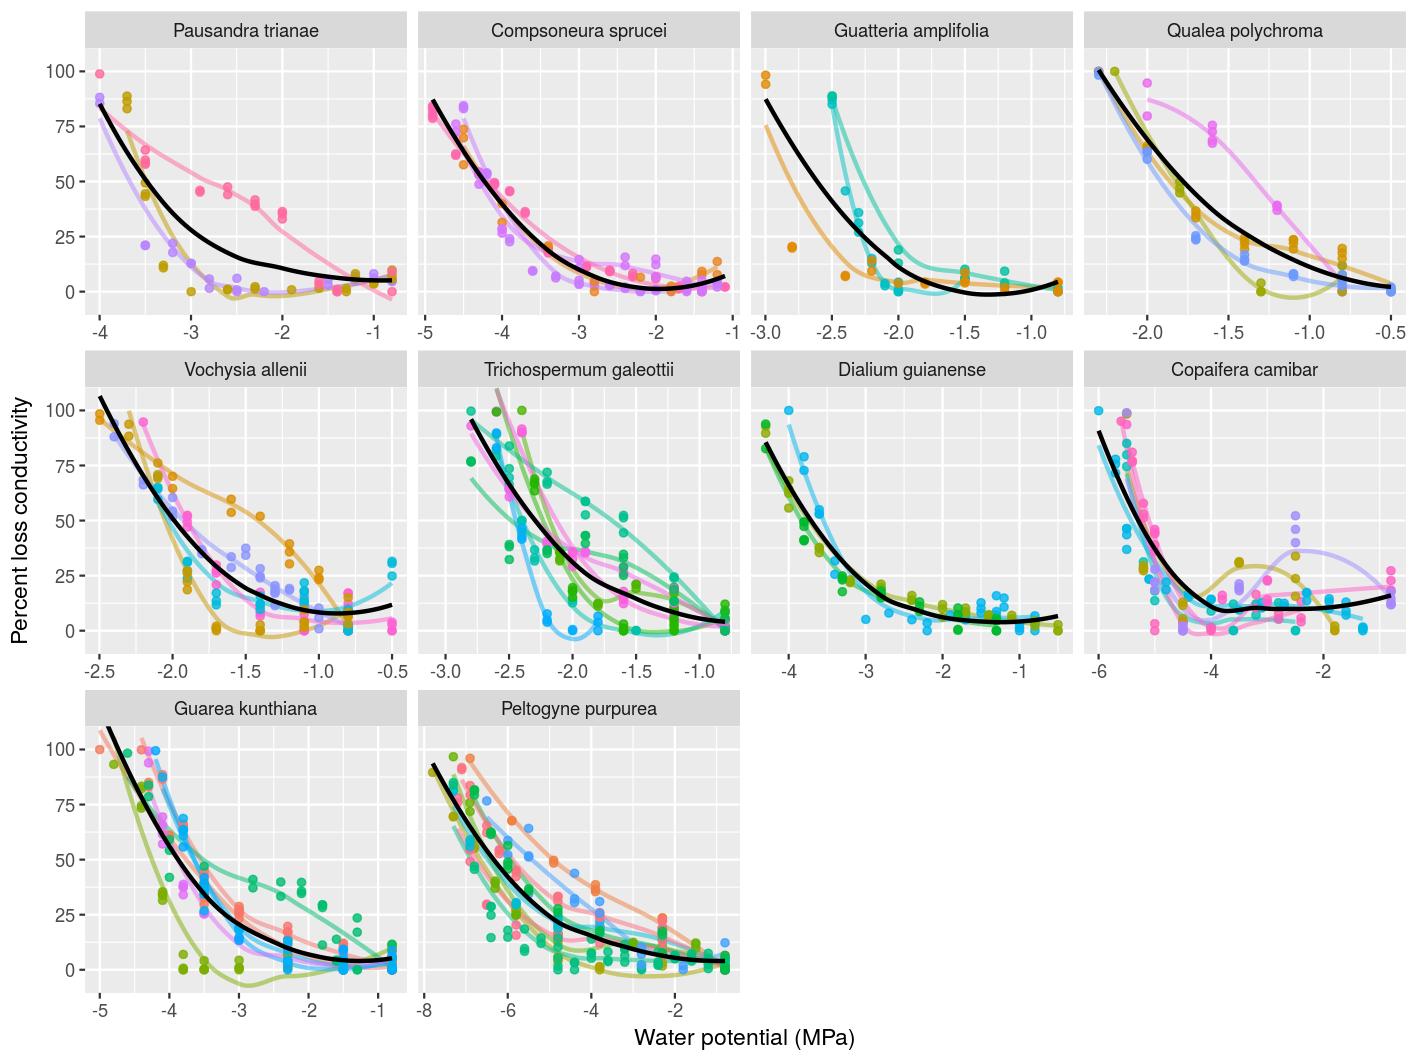 Pausandra trianae Compsoneura sprucei Guatteria amplifolia Qualea polychroma
100
75
50
25
0
-4 -3 -2 -1 -5 -4 -3 -2 -1 -3.0 -2.5 -2.0 -1.5 -1.0 -2.0 -1.5 -1.0 -0.5
Vochysia allenii Trichospermum galeottii Dialium guianense Copaifera camibar
100
75
50
25
0
-2.5 -2.0 -1.5 -1.0 -0.5 -3.0 -2.5 -2.0 -1.5 -1.0 -4 -3 -2 -1 -6 -4 -2
Percent loss conductivity
Guarea kunthiana Peltogyne purpurea
100
75
50
25
0
-5 -4 -3 -2 -1 -8 -6 -4 -2
Water potential (MPa)